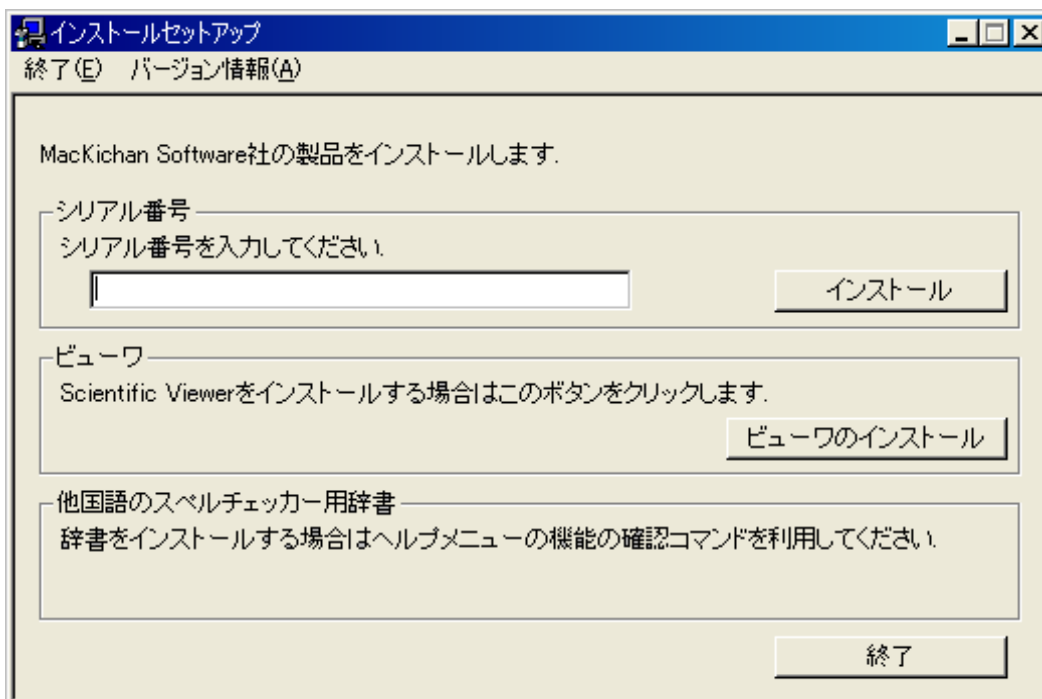 インストールセットアップ
終了(E) バージョン情報(A)
MacKichan Software社の製品をインストールします.
シリアル番号
シリアル番号を入力してください.
インストール
ビューワ
Scientific Viewerをインストールする場合はこのボタンをクリックします.
ビューワのインストール
他国語のスペルチェッカー用辞書
辞書をインストールする場合はヘルプメニューの機能の確認コマンドを利用してください.
終了